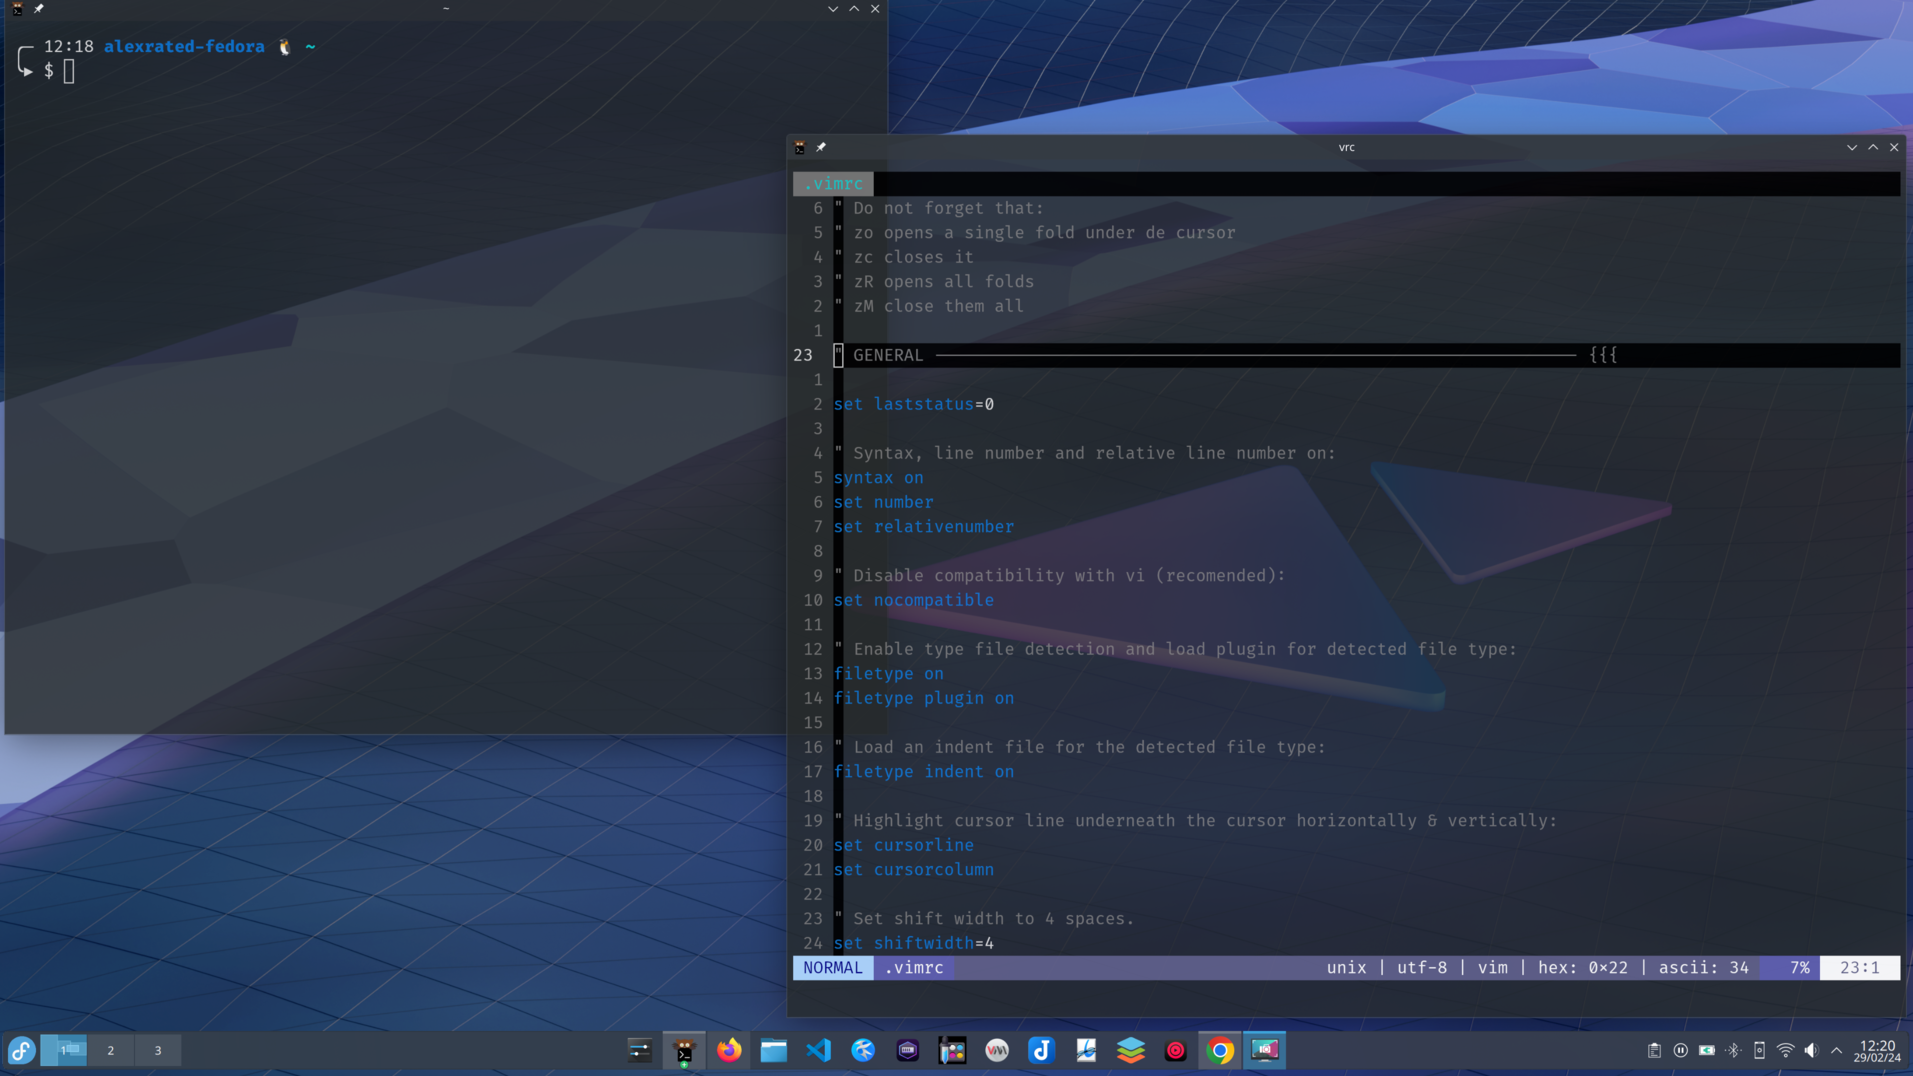 ~
12:18 alexrated-fedora ~
$
vrc
.vimrc
6 " Do not forget that:
5 " zo opens a single fold under de cursor
4 " zc closes it
3 " zR opens all folds
2 " zM close them all
1
23 " GENERAL ──────────────────────────────────────────────────────────────── {{{
1
2 set laststatus=0
3
4 " Syntax, line number and relative line number on:
5 syntax on
6 set number
7 set relativenumber
8
9 " Disable compatibility with vi (recomended):
10 set nocompatible
11
12 " Enable type file detection and load plugin for detected file type:
13 filetype on
14 filetype plugin on
15
16 " Load an indent file for the detected file type:
17 filetype indent on
18
19 " Highlight cursor line underneath the cursor horizontally & vertically:
20 set cursorline
21 set cursorcolumn
22
23 " Set shift width to 4 spaces.
24 set shiftwidth=4
NORMAL .vimrc unix | utf-8 | vim | hex: 0×22 | ascii: 34 7% 23:1
1 2 3
12:20
29/02/24